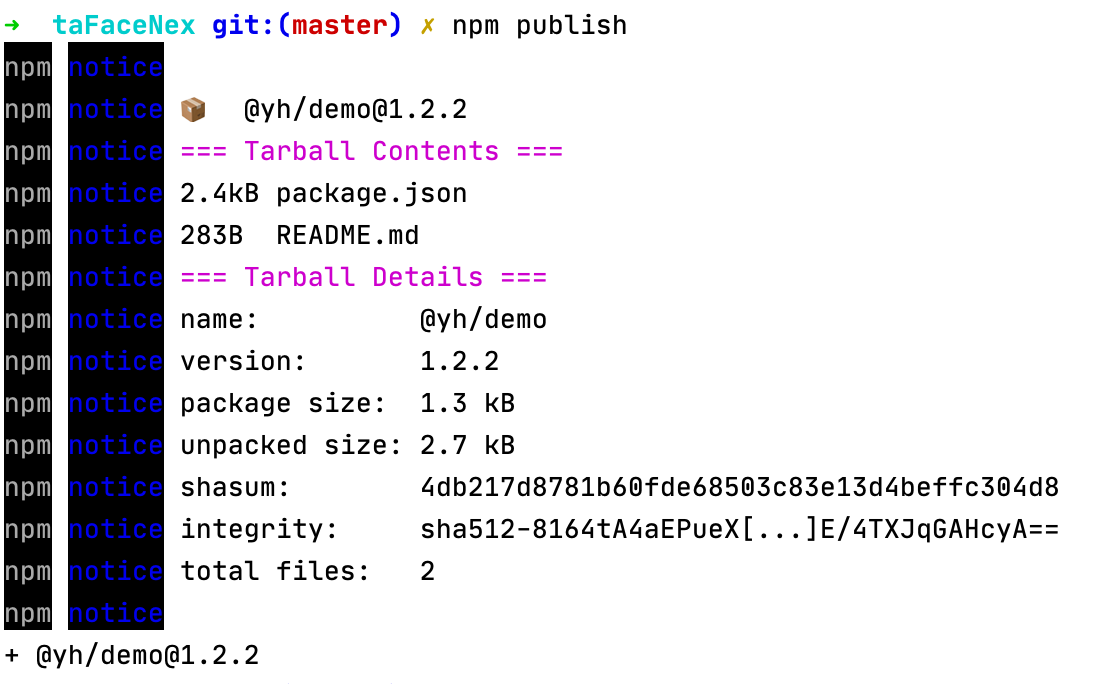 ➜ taFaceNex git:(master) ✗ npm publish
npm notice
npm notice 📦 @yh/demo@1.2.2
npm notice === Tarball Contents ===
npm notice 2.4kB package.json
npm notice 283B README.md
npm notice === Tarball Details ===
npm notice name: @yh/demo
npm notice version: 1.2.2
npm notice package size: 1.3 kB
npm notice unpacked size: 2.7 kB
npm notice shasum: 4db217d8781b60fde68503c83e13d4beffc304d8
npm notice integrity: sha512-8164tA4aEPueX[...]E/4TXJqGAHcyA==
npm notice total files: 2
npm notice
+ @yh/demo@1.2.2